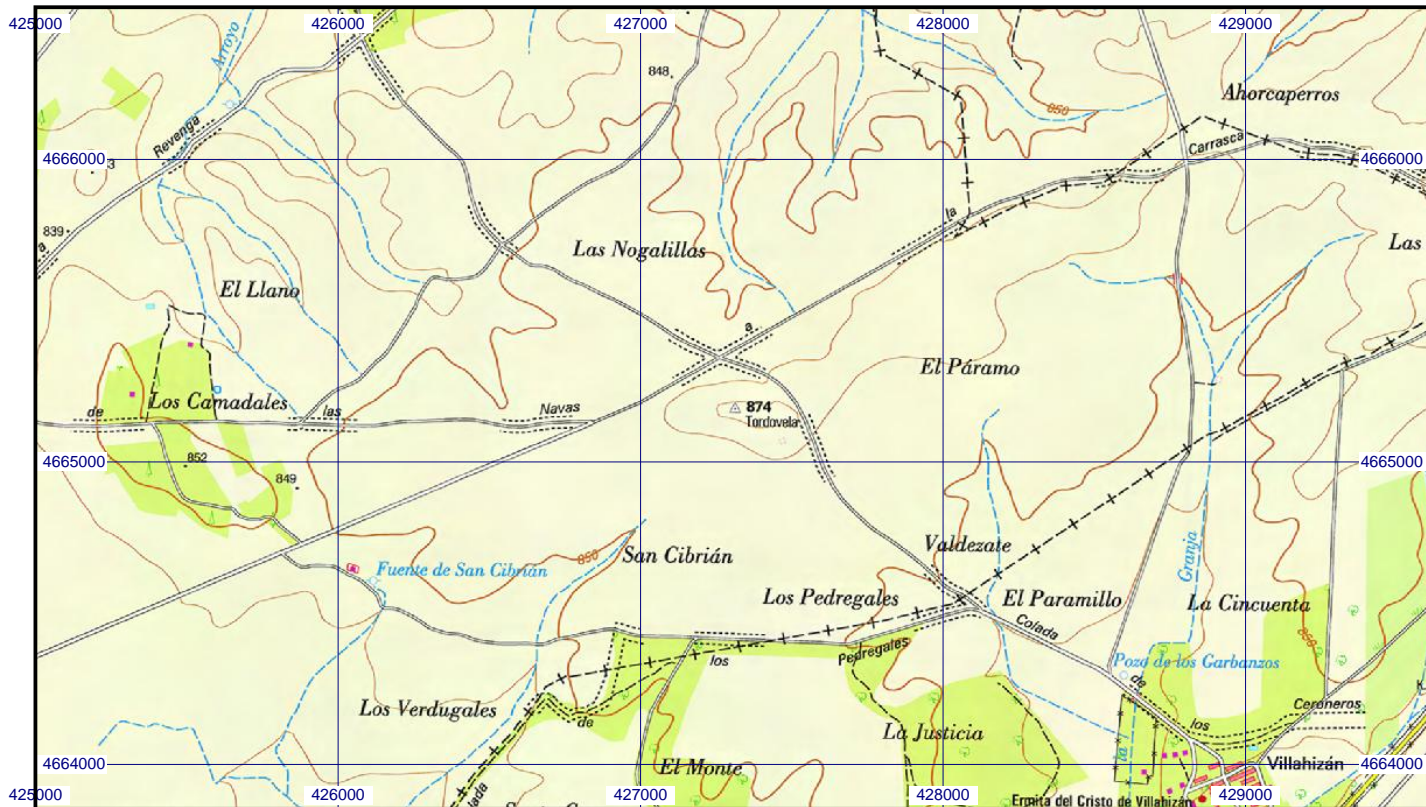 425000
426000
427000
428000
429000
Arroyo
848
850
Ahorcaperros
Revenga
Carrasca
4666000
4666000
3
839
a
la
Las Nogalillas
Las
El Llano
a
El Páramo
874
Tordovela
Los Camadales
de
las
Navas
4665000
4665000
852
849
Valdezate
850
San Cibrián
Granja
Fuente de San Cibrián
Los Pedregales
El Paramillo
La Cincuenta
Colada
850
Pedregales
los
Pozo de los Garbanzos
de
Los Verdugales
de
los
Ceroneros
La Justicia
la
4664000
El Monte
Villahizán
4664000
lada
Ermita del Cristo de Villahizán
425000
426000
427000
428000
429000